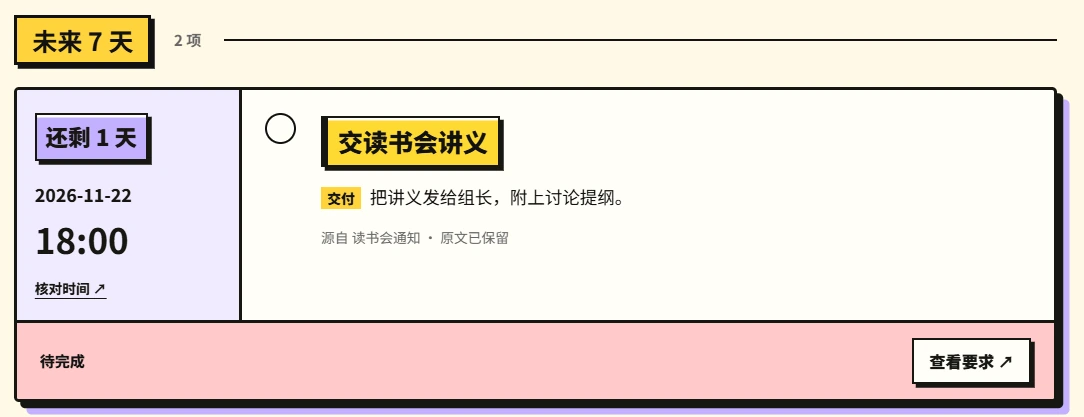 未来 7 天
2 项
还剩 1 天
2026-11-22
18:00
核对时间 ↗
交读书会讲义
交付 把讲义发给组长，附上讨论提纲。
源自 读书会通知 · 原文已保留
待完成
查看要求 ↗